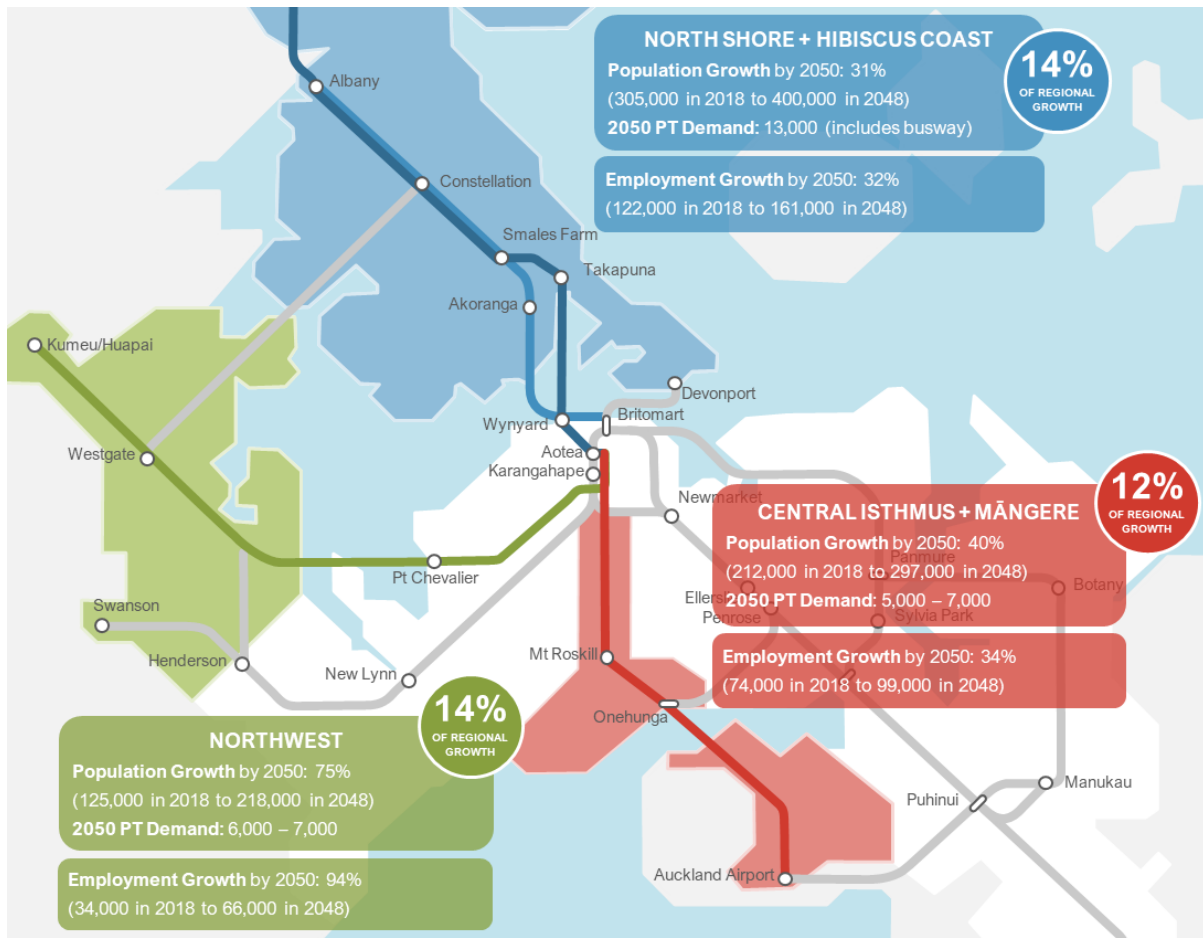 NORTH SHORE + HIBISCUS COAST
Population Growth by 2050: 31%
(305,000 in 2018 to 400,000 in 2048)
2050 PT Demand: 13,000 (includes busway)
14%
OF REGIONAL
GROWTH
Employment Growth by 2050: 32%
(122,000 in 2018 to 161,000 in 2048)
Albany
Constellation
Smales Farm
Takapuna
Akoranga
Kumeu/Huapai
Devonport
Britomart
Wynyard
Aotea
Karangahape
Westgate
Newmarket
Pt Chevalier
Swanson
Henderson
New Lynn
Mt Roskill
Onehunga
CENTRAL ISTHMUS + MĀNGERE
Population Growth by 2050: 40%
(212,000 in 2018 to 297,000 in 2048)
2050 PT Demand: 5,000 – 7,000
12%
OF REGIONAL
GROWTH
Panmure
Botany
Penrose
Sylvia Park
Employment Growth by 2050: 34%
(74,000 in 2018 to 99,000 in 2048)
NORTHWEST
Population Growth by 2050: 75%
(125,000 in 2018 to 218,000 in 2048)
2050 PT Demand: 6,000 – 7,000
14%
OF REGIONAL
GROWTH
Employment Growth by 2050: 94%
(34,000 in 2018 to 66,000 in 2048)
Puhinui
Manukau
Auckland Airport